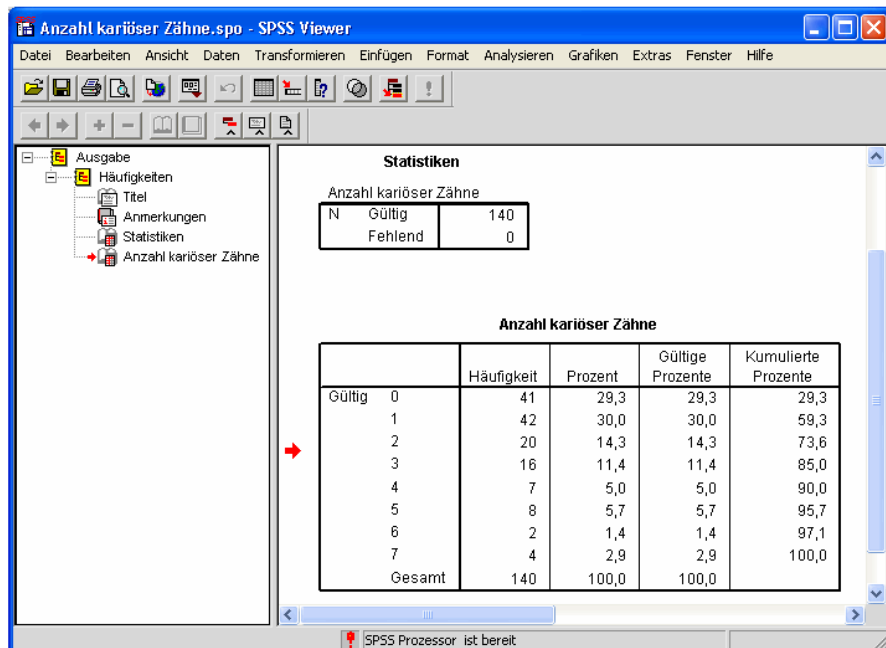 Anzahl kariöser Zähne.spo - SPSS Viewer
Datei Bearbeiten Ansicht Daten Transformieren Einfügen Format Analysieren Grafiken Extras Fenster Hilfe
Ausgabe
Häufigkeiten
Titel
Anmerkungen
Statistiken
Anzahl kariöser Zähne
Statistiken
Anzahl kariöser Zähne
N Gültig 140
Fehlend 0
Anzahl kariöser Zähne
Gültige Kumulierte
Häufigkeit Prozent Prozente Prozente
Gültig 0 41 29,3 29,3 29,3
1 42 30,0 30,0 59,3
2 20 14,3 14,3 73,6
3 16 11,4 11,4 85,0
4 7 5,0 5,0 90,0
5 8 5,7 5,7 95,7
6 2 1,4 1,4 97,1
7 4 2,9 2,9 100,0
Gesamt 140 100,0 100,0
SPSS Prozessor ist bereit